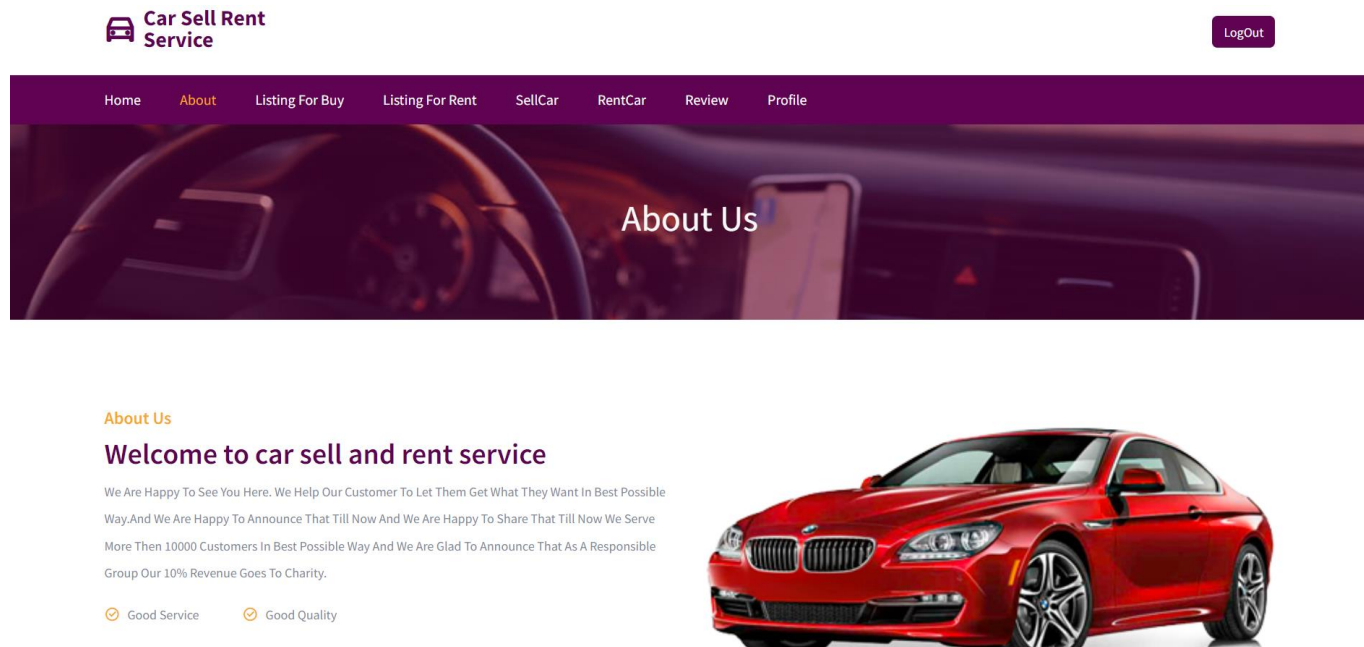 Car Sell Rent
Service
LogOut
Home About Listing For Buy Listing For Rent SellCar RentCar Review Profile
About Us
About Us
Welcome to car sell and rent service
We Are Happy To See You Here. We Help Our Customer To Let Them Get What They Want In Best Possible
Way.And We Are Happy To Announce That Till Now And We Are Happy To Share That Till Now We Serve
More Then 10000 Customers In Best Possible Way And We Are Glad To Announce That As A Responsible
Group Our 10% Revenue Goes To Charity.
Good Service Good Quality